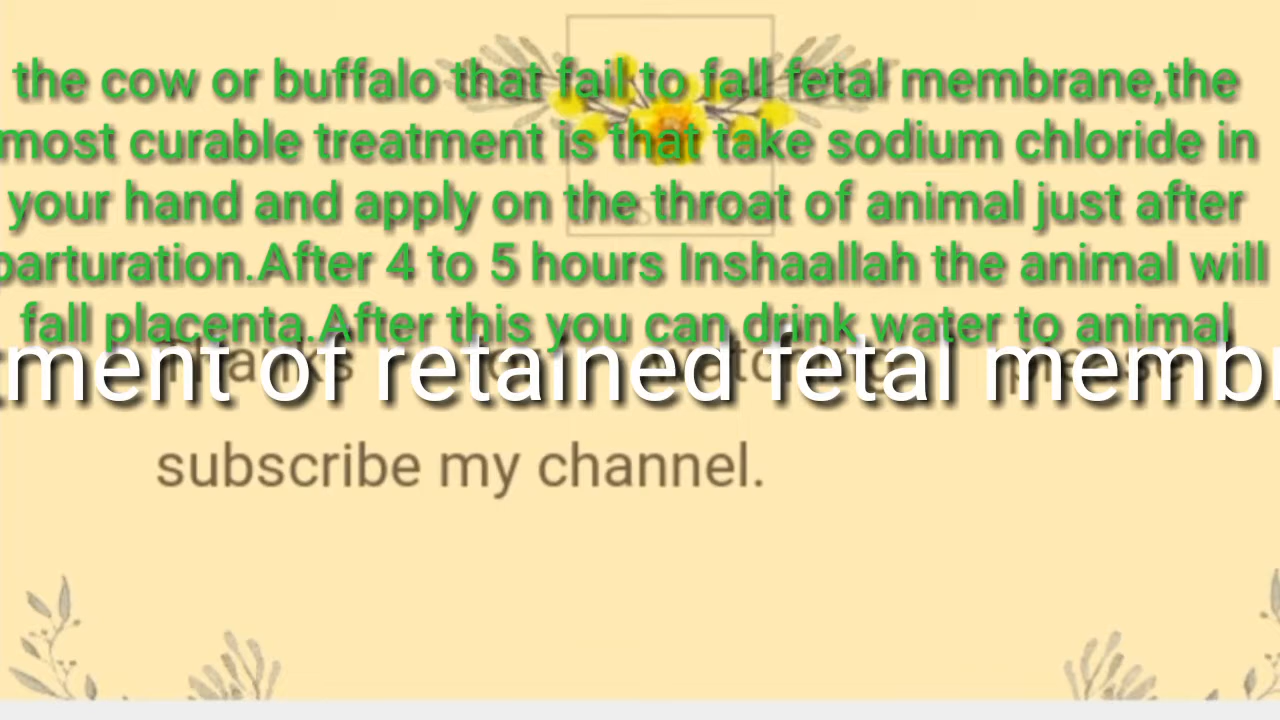 the cow or buffalo that fail to fall fetal membrane,the
most curable treatment is that take sodium chloride in
your hand and apply on the throat of animal just after
parturation.After 4 to 5 hours Inshaallah the animal will
fall placenta.After this you can drink water to animal
of retained fetal
Thanks
subscribe my channel.